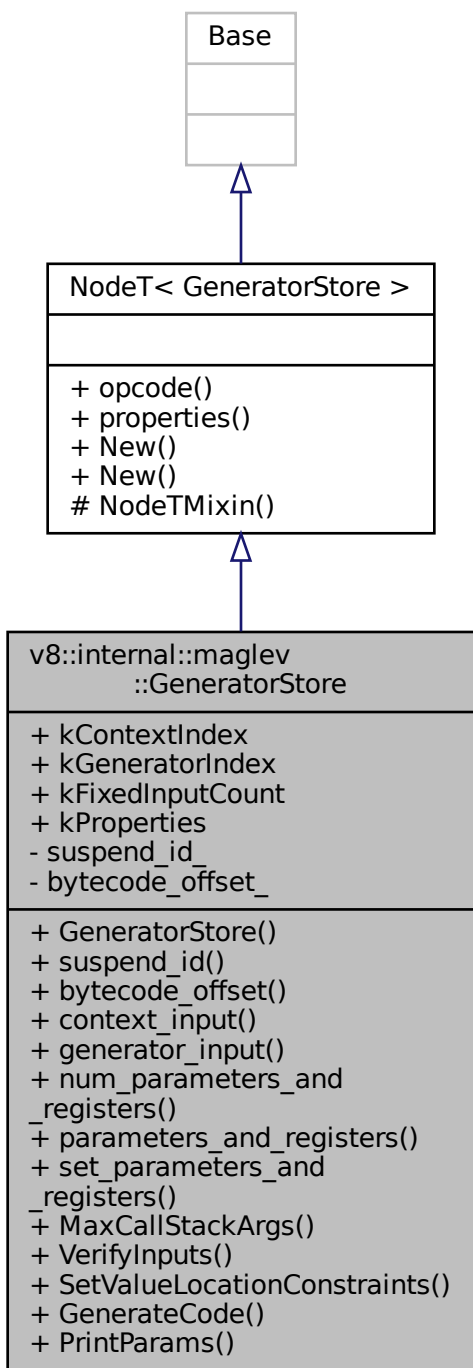 Base
NodeT< GeneratorStore >
+ opcode()
+ properties()
+ New()
+ New()
# NodeTMixin()
v8::internal::maglev
::GeneratorStore
+ kContextIndex
+ kGeneratorIndex
+ kFixedInputCount
+ kProperties
- suspend_id_
- bytecode_offset_
+ GeneratorStore()
+ suspend_id()
+ bytecode_offset()
+ context_input()
+ generator_input()
+ num_parameters_and
_registers()
+ parameters_and_registers()
+ set_parameters_and
_registers()
+ MaxCallStackArgs()
+ VerifyInputs()
+ SetValueLocationConstraints()
+ GenerateCode()
+ PrintParams()